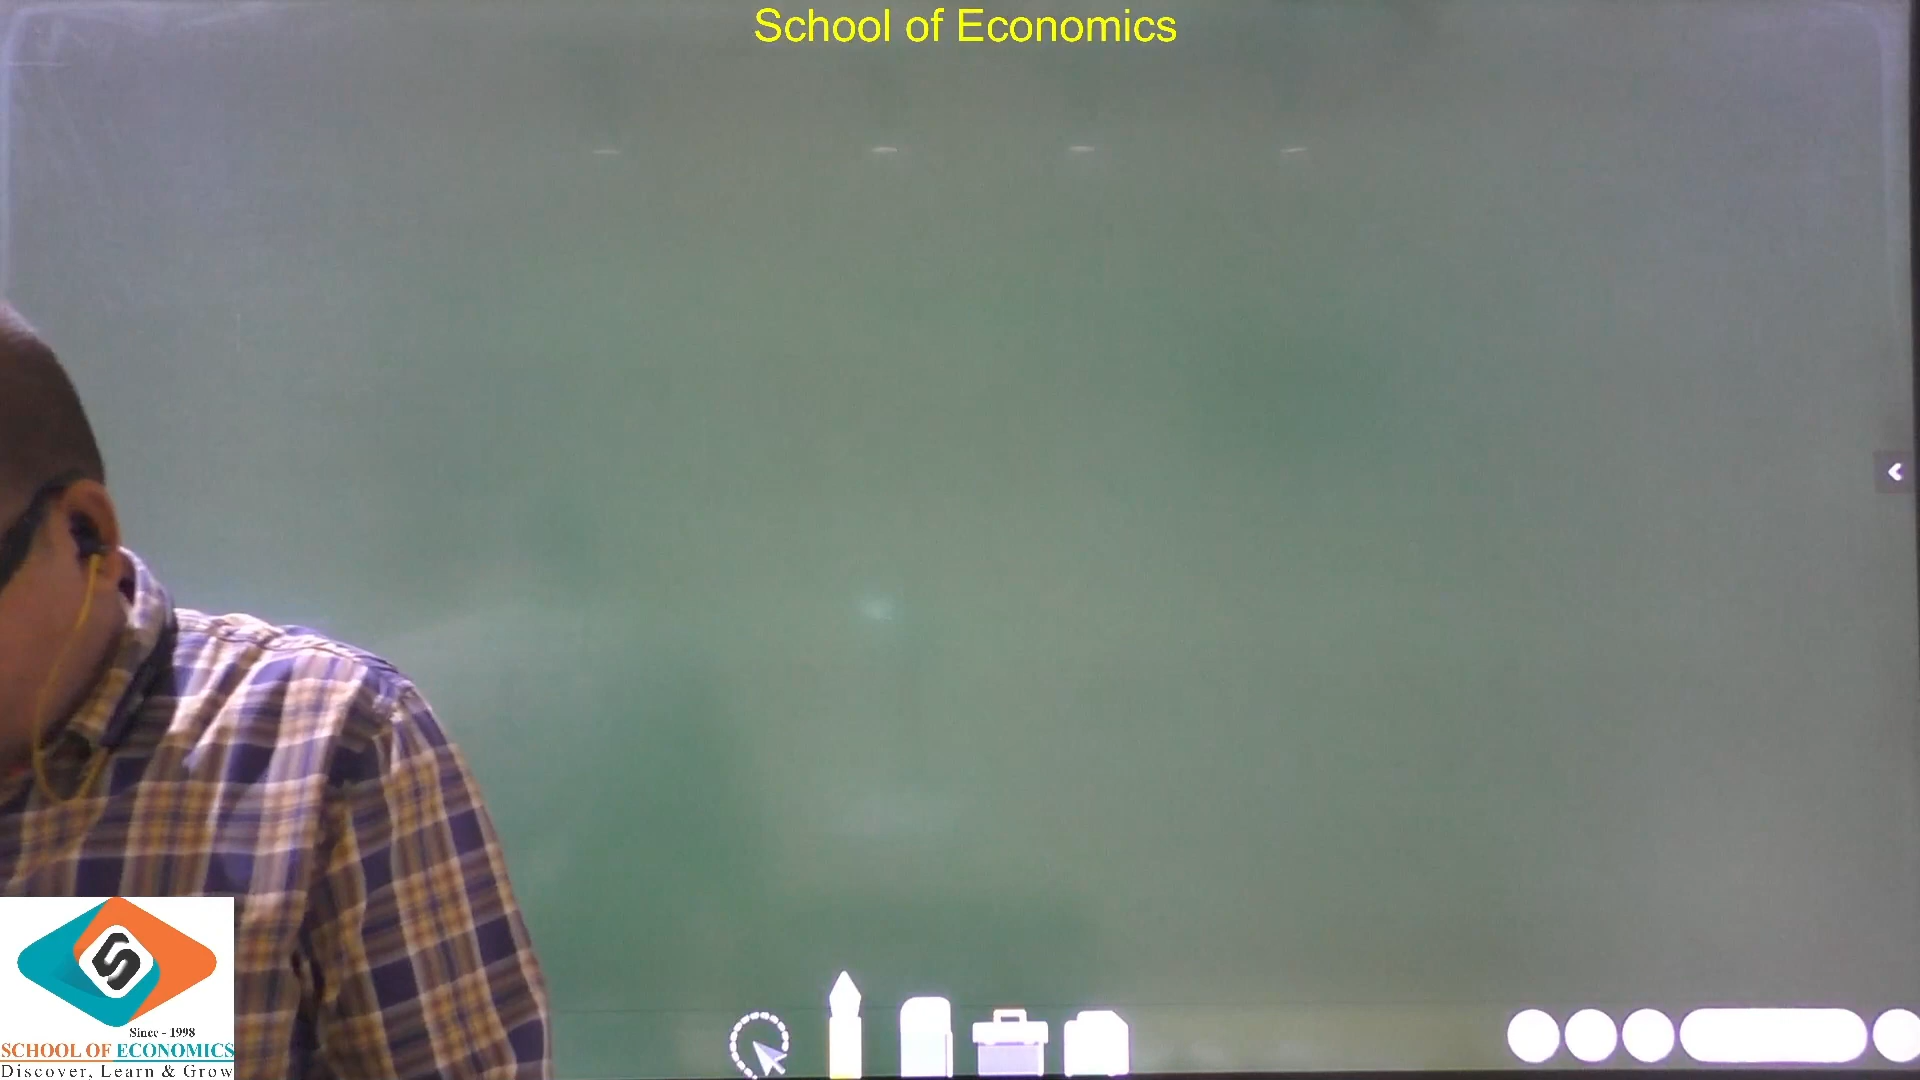 School of Economics
Since - 1998
SCHOOL OF ECONOMICS
Discover, Learn & Grow